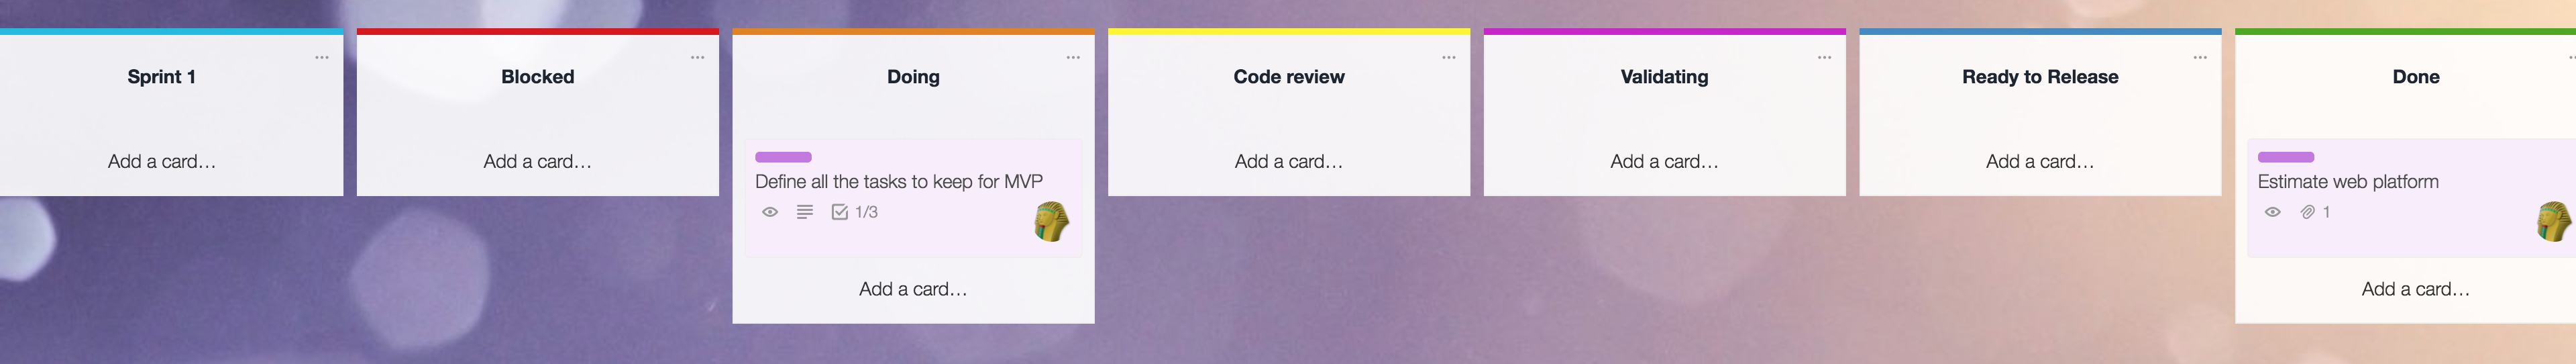 Sprint 1
Add a card…
Blocked
Add a card…
Doing
Define all the tasks to keep for MVP
1/3
Add a card…
Code review
Add a card…
Validating
Add a card…
Ready to Release
Add a card…
Done
Estimate web platform
1
Add a card…